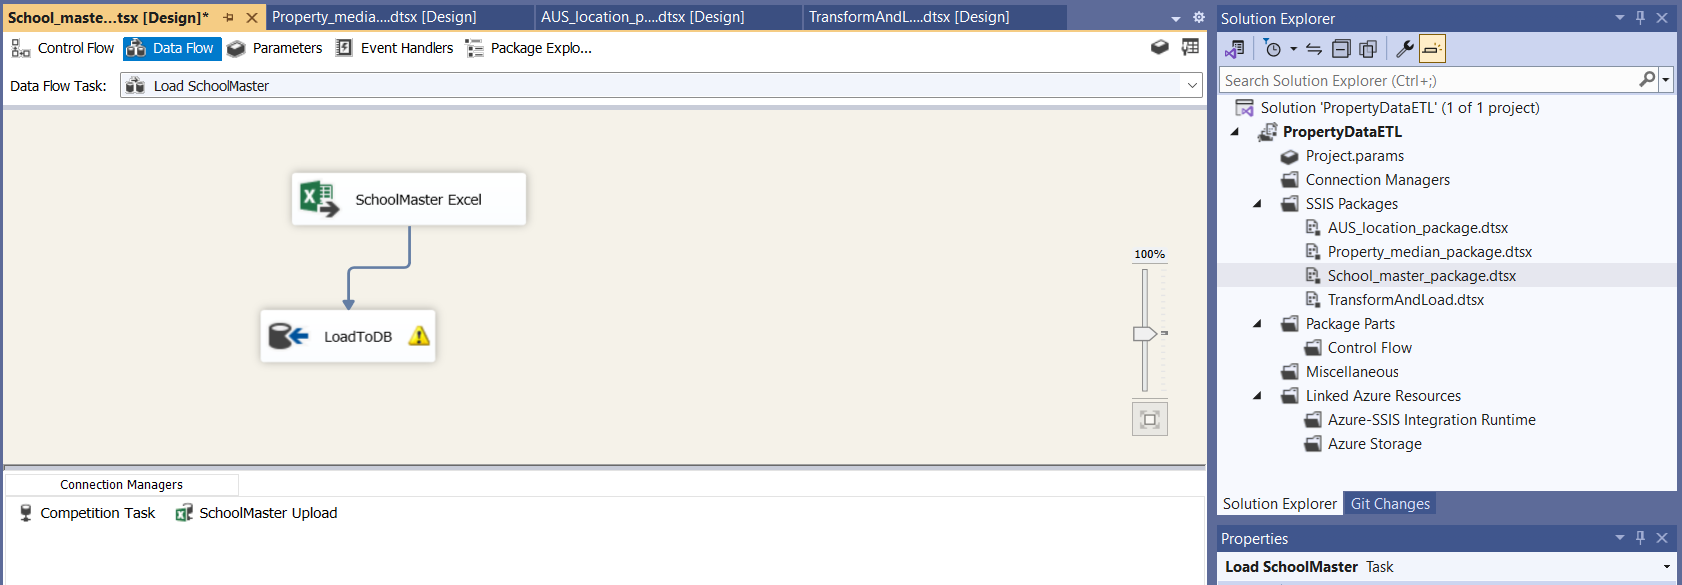 School_maste...tsx [Design]*
Property_media....dtsx [Design]
AUS_location_p....dtsx [Design]
TransformAndL....dtsx [Design]
Control Flow
Data Flow
Parameters
Event Handlers
Package Explo...
Data Flow Task:
Load SchoolMaster
SchoolMaster Excel
LoadToDB
100%
Connection Managers
Competition Task
SchoolMaster Upload
Solution Explorer
Search Solution Explorer (Ctrl+;)
Solution 'PropertyDataETL' (1 of 1 project)
PropertyDataETL
Project.params
Connection Managers
SSIS Packages
AUS_location_package.dtsx
Property_median_package.dtsx
School_master_package.dtsx
TransformAndLoad.dtsx
Package Parts
Control Flow
Miscellaneous
Linked Azure Resources
Azure-SSIS Integration Runtime
Azure Storage
Solution Explorer
Git Changes
Properties
Load SchoolMaster Task